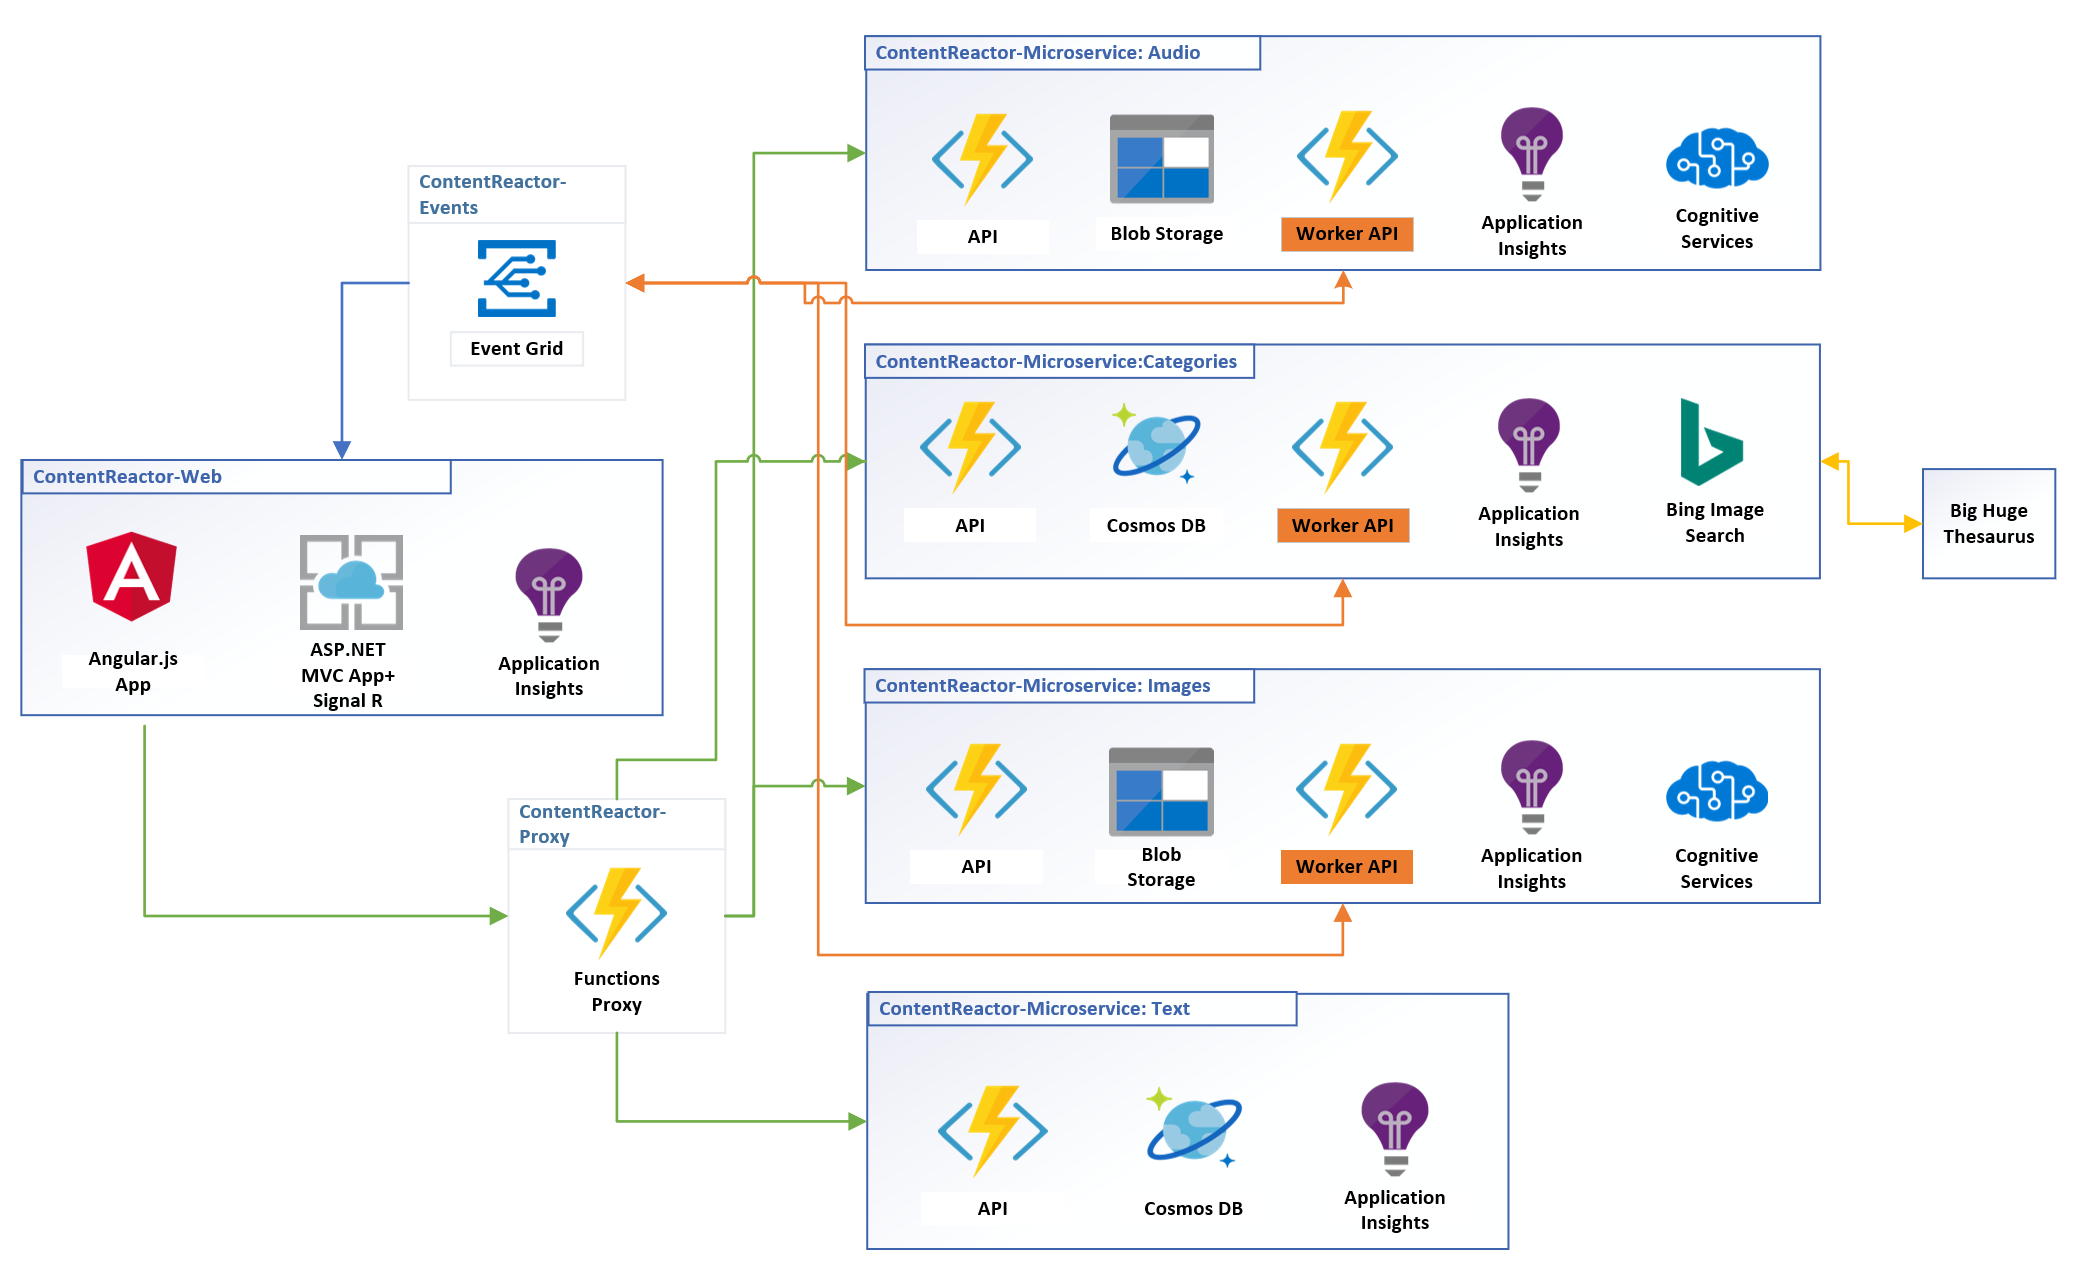 ContentReactor-Microservice: Audio
API
Blob Storage
Worker API
Application
Insights
Cognitive
Services
ContentReactor-
Events
Event Grid
ContentReactor-Microservice:Categories
API
Cosmos DB
Worker API
Application
Insights
Bing Image
Search
Big Huge
Thesaurus
ContentReactor-Web
Angular.js
App
ASP.NET
MVC App+
Signal R
Application
Insights
ContentReactor-Microservice: Images
API
Blob
Storage
Worker API
Application
Insights
Cognitive
Services
ContentReactor-
Proxy
Functions
Proxy
ContentReactor-Microservice: Text
API
Cosmos DB
Application
Insights